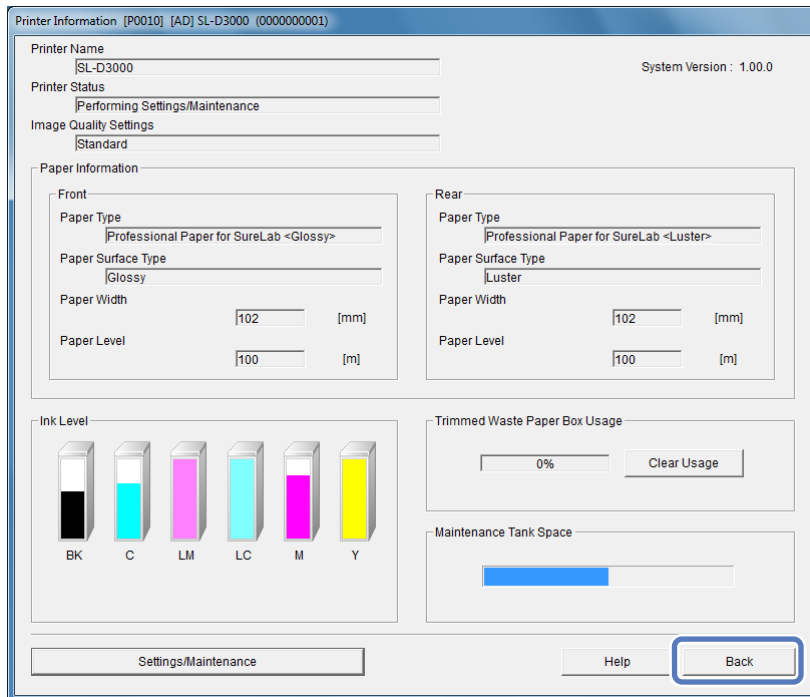 Printer Information [P0010] [AD] SL-D3000 (0000000001)
Printer Name
SL-D3000
System Version : 1.00.0
Printer Status
Performing Settings/Maintenance
Image Quality Settings
Standard
Paper Information
Front
Paper Type
Professional Paper for SureLab <Glossy>
Paper Surface Type
Glossy
Paper Width
102 [mm]
Paper Level
100 [m]
Rear
Paper Type
Professional Paper for SureLab <Luster>
Paper Surface Type
Luster
Paper Width
102 [mm]
Paper Level
100 [m]
Ink Level
BK C LM LC M Y
Trimmed Waste Paper Box Usage
0% Clear Usage
Maintenance Tank Space
Settings/Maintenance Help Back